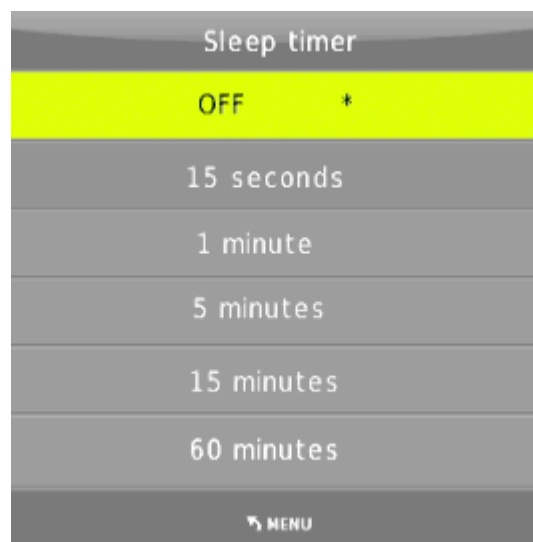 Sleep timer
OFF *
15 seconds
1 minute
5 minutes
15 minutes
60 minutes
MENU